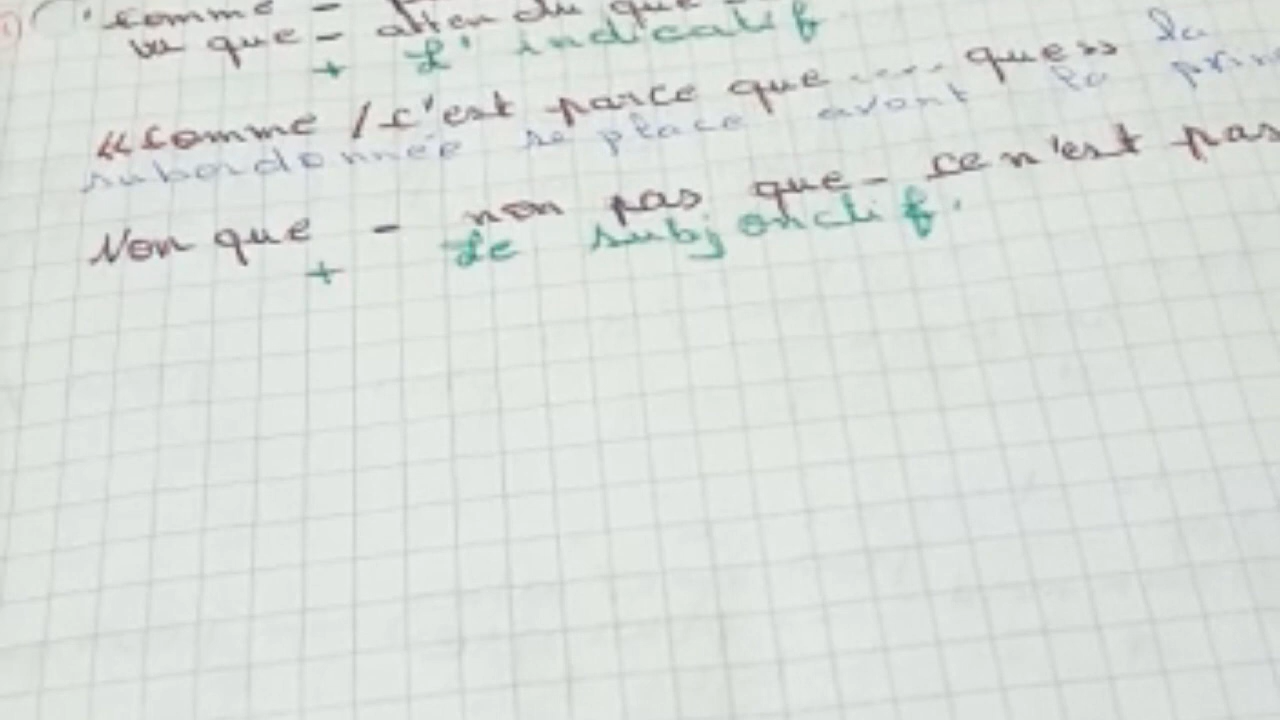 comme -
vu que - attendu que
+ L' indicatif
«Comme / c'est parce que .... que» la
subordonnée se place avant la prin
Non que - non pas que - ce n'est pas
+ Le subjonctif.